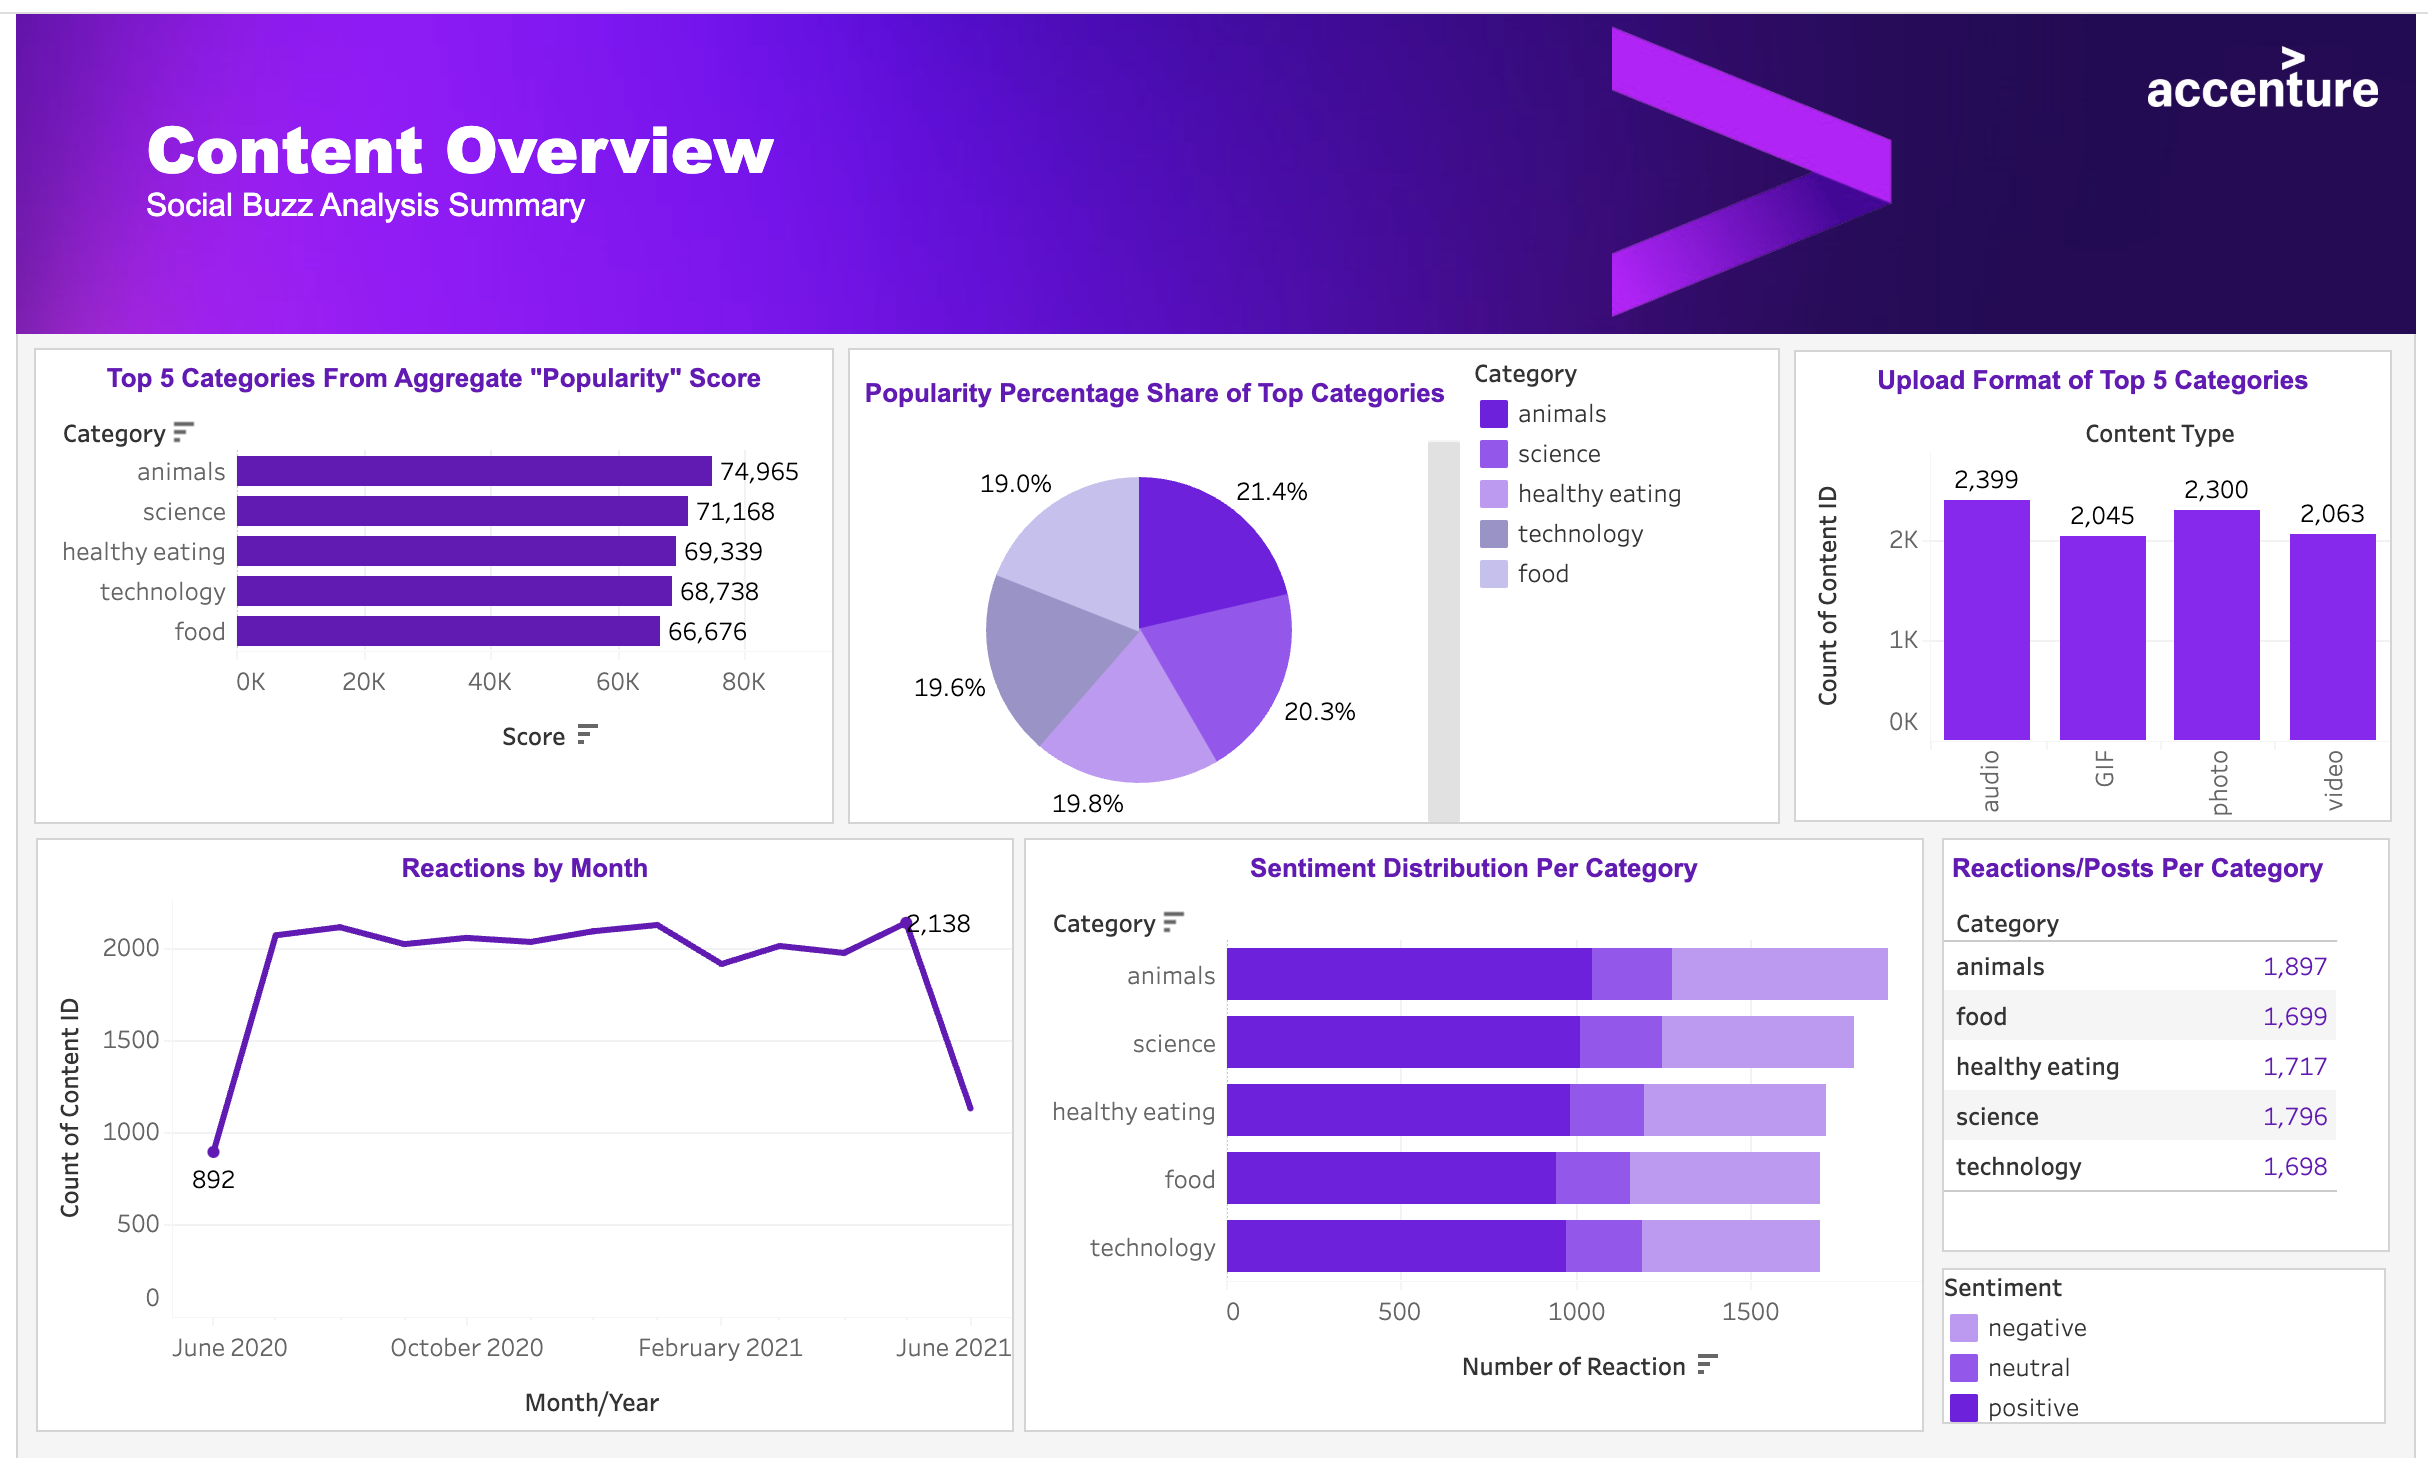 >
accenture
Content Overview
Social Buzz Analysis Summary
Top 5 Categories From Aggregate "Popularity" Score
Category
animals 74,965
science 71,168
healthy eating 69,339
technology 68,738
food 66,676
0K 20K 40K 60K 80K
Score
Popularity Percentage Share of Top Categories
19.0%
21.4%
19.6%
20.3%
19.8%
Category
animals
science
healthy eating
technology
food
Upload Format of Top 5 Categories
Content Type
Count of Content ID
2K
1K
0K
2,399
2,045
2,300
2,063
audio
GIF
photo
video
Reactions by Month
Count of Content ID
2000
1500
1000
500
0
2,138
892
June 2020 October 2020 February 2021 June 2021
Month/Year
Sentiment Distribution Per Category
Category
animals
science
healthy eating
food
technology
0 500 1000 1500
Number of Reaction
Reactions/Posts Per Category
Category
animals 1,897
food 1,699
healthy eating 1,717
science 1,796
technology 1,698
Sentiment
negative
neutral
positive